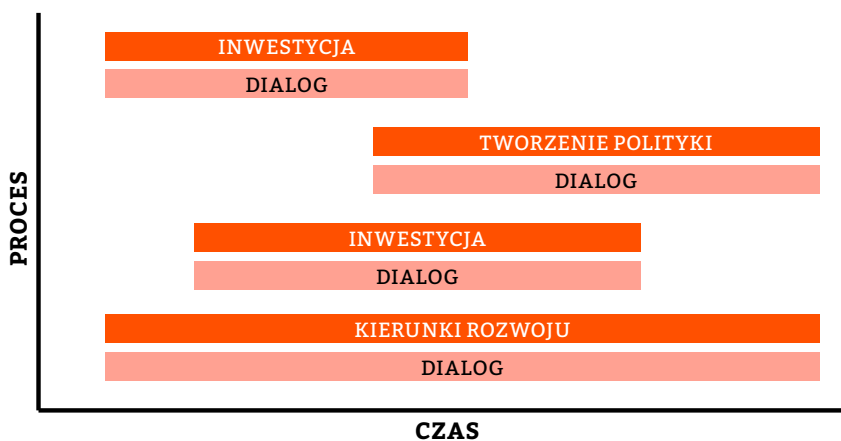 INWESTYCJA
DIALOG
TWORZENIE POLITYKI
DIALOG
INWESTYCJA
DIALOG
KIERUNKI ROZWOJU
DIALOG
PROCES
CZAS